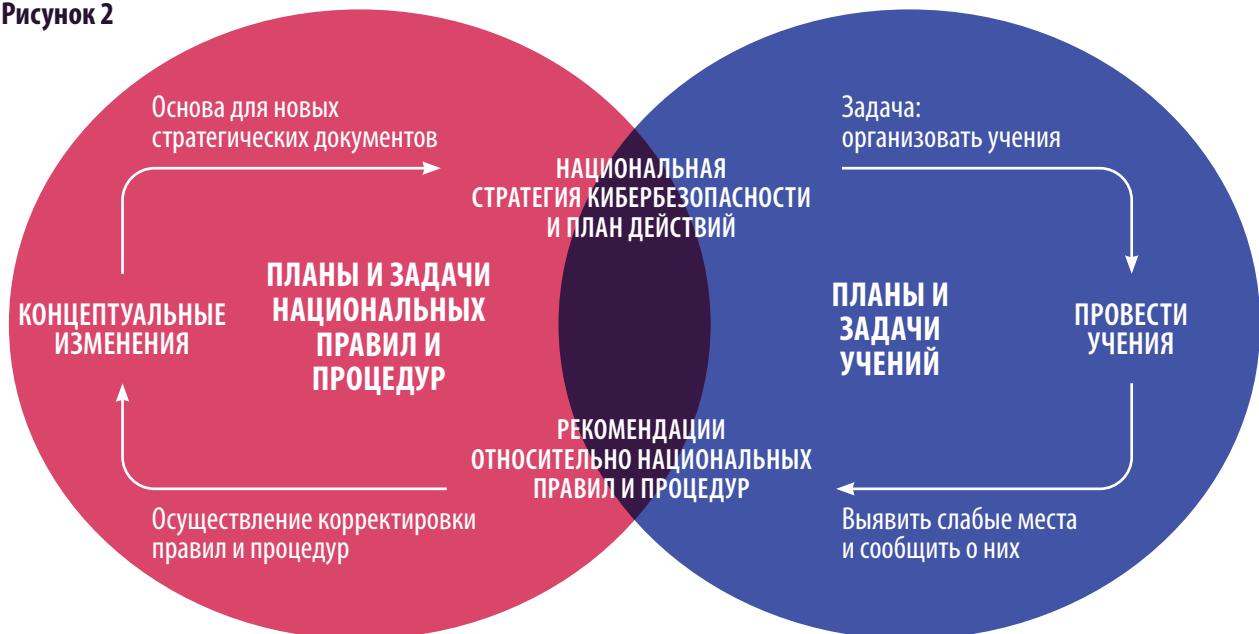 Рисунок 2
Основа для новых
стратегических документов
Задача:
организовать учения
НАЦИОНАЛЬНАЯ
СТРАТЕГИЯ КИБЕРБЕЗОПАСНОСТИ
И ПЛАН ДЕЙСТВИЙ
КОНЦЕПТУАЛЬНЫЕ
ИЗМЕНЕНИЯ
ПЛАНЫ И ЗАДАЧИ
НАЦИОНАЛЬНЫХ
ПРАВИЛ И
ПРОЦЕДУР
ПЛАНЫ И
ЗАДАЧИ
УЧЕНИЙ
ПРОВЕСТИ
УЧЕНИЯ
РЕКОМЕНДАЦИИ
ОТНОСИТЕЛЬНО НАЦИОНАЛЬНЫХ
ПРАВИЛ И ПРОЦЕДУР
Осуществление корректировки
правил и процедур
Выявить слабые места
и сообщить о них